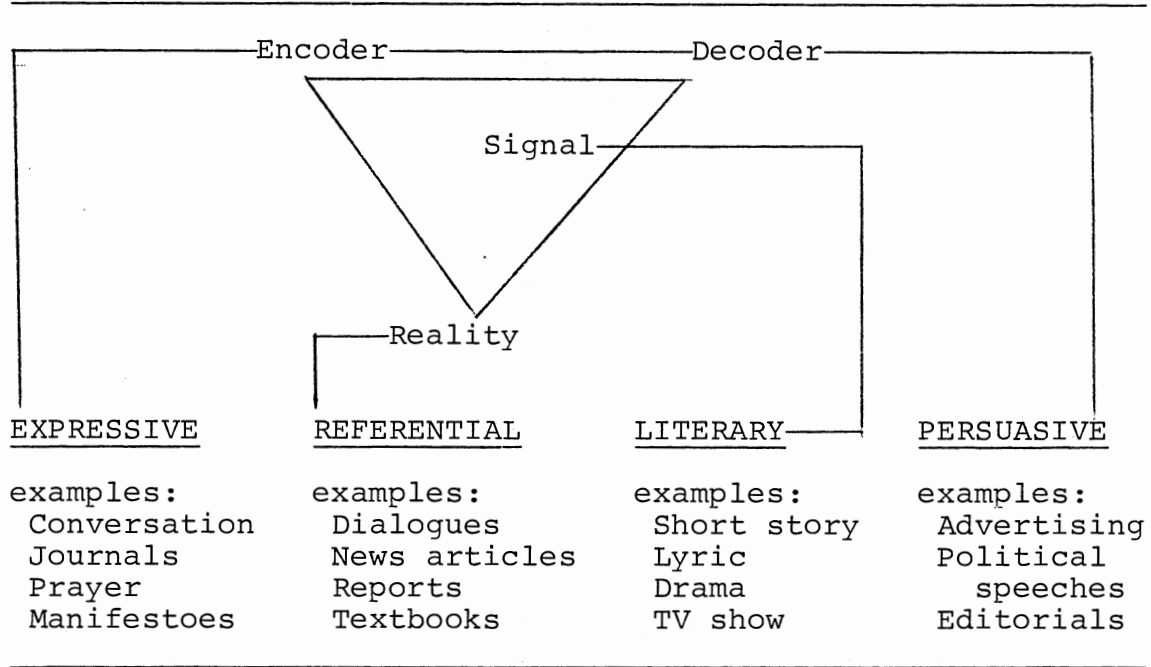 Encoder Decoder
Signal
Reality
EXPRESSIVE REFERENTIAL LITERARY PERSUASIVE
examples: examples: examples: examples:
Conversation Dialogues Short story Advertising
Journals News articles Lyric Political
Prayer Reports Drama speeches
Manifestoes Textbooks TV show Editorials